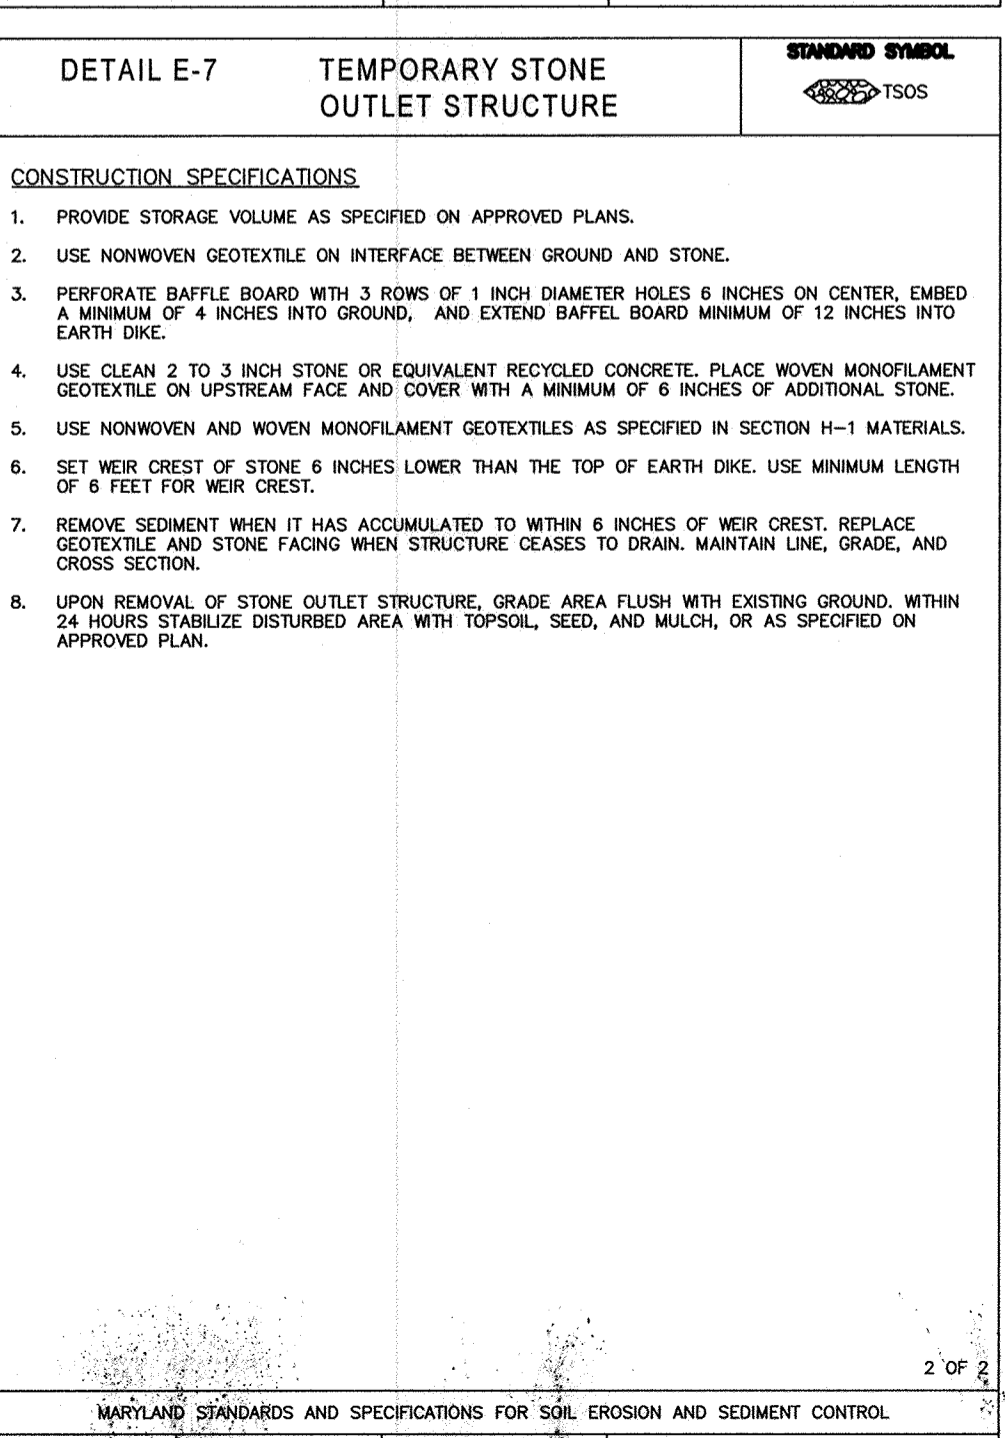 DETAIL E-7 TEMPORARY STONE
OUTLET STRUCTURE
STANDARD SYMBOL
TSOS
CONSTRUCTION SPECIFICATIONS
1. PROVIDE STORAGE VOLUME AS SPECIFIED ON APPROVED PLANS.
2. USE NONWOVEN GEOTEXTILE ON INTERFACE BETWEEN GROUND AND STONE.
3. PERFORATE BAFFLE BOARD WITH 3 ROWS OF 1 INCH DIAMETER HOLES 6 INCHES ON CENTER, EMBED
A MINIMUM OF 4 INCHES INTO GROUND, AND EXTEND BAFFEL BOARD MINIMUM OF 12 INCHES INTO
EARTH DIKE.
4. USE CLEAN 2 TO 3 INCH STONE OR EQUIVALENT RECYCLED CONCRETE. PLACE WOVEN MONOFILAMENT
GEOTEXTILE ON UPSTREAM FACE AND COVER WITH A MINIMUM OF 6 INCHES OF ADDITIONAL STONE.
5. USE NONWOVEN AND WOVEN MONOFILAMENT GEOTEXTILES AS SPECIFIED IN SECTION H-1 MATERIALS.
6. SET WEIR CREST OF STONE 6 INCHES LOWER THAN THE TOP OF EARTH DIKE. USE MINIMUM LENGTH
OF 6 FEET FOR WEIR CREST.
7. REMOVE SEDIMENT WHEN IT HAS ACCUMULATED TO WITHIN 6 INCHES OF WEIR CREST. REPLACE
GEOTEXTILE AND STONE FACING WHEN STRUCTURE CEASES TO DRAIN. MAINTAIN LINE, GRADE, AND
CROSS SECTION.
8. UPON REMOVAL OF STONE OUTLET STRUCTURE, GRADE AREA FLUSH WITH EXISTING GROUND. WITHIN
24 HOURS STABILIZE DISTURBED AREA WITH TOPSOIL, SEED, AND MULCH, OR AS SPECIFIED ON
APPROVED PLAN.
2 OF 2
MARYLAND STANDARDS AND SPECIFICATIONS FOR SOIL EROSION AND SEDIMENT CONTROL